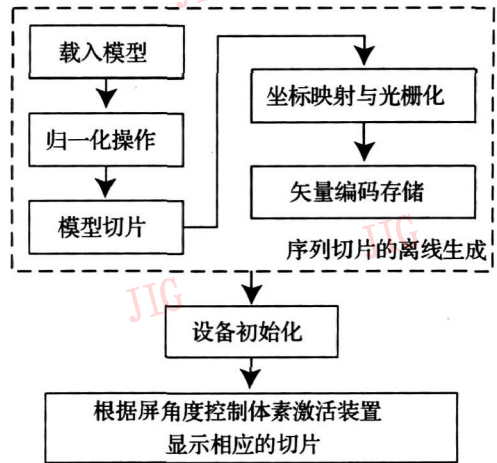 载入模型
归一化操作
模型切片
坐标映射与光栅化
矢量编码存储
序列切片的离线生成
设备初始化
根据屏角度控制体素激活装置
显示相应的切片
JIG
JIG